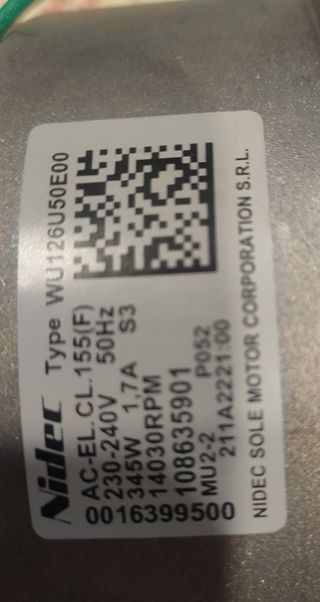 Nidec Type WU126U50E00
AC-EL.CL.155(F)
230-240V 50Hz
345W 1,7A S3
14030RPM
108635901
MU2-2 P052
0016399500 211A2221:00
NIDEC SOLE MOTOR CORPORATION S.R.L.